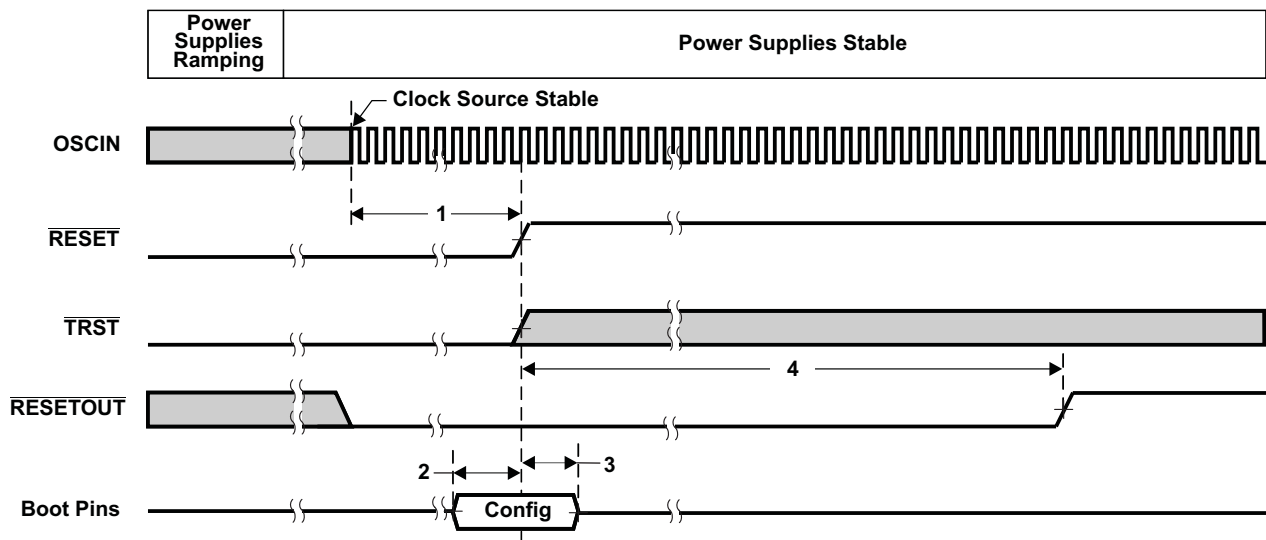 Power
Supplies
Ramping
Power Supplies Stable
Clock Source Stable
OSCIN
1
RESET
TRST
4
RESETOUT
2
3
Boot Pins
Config